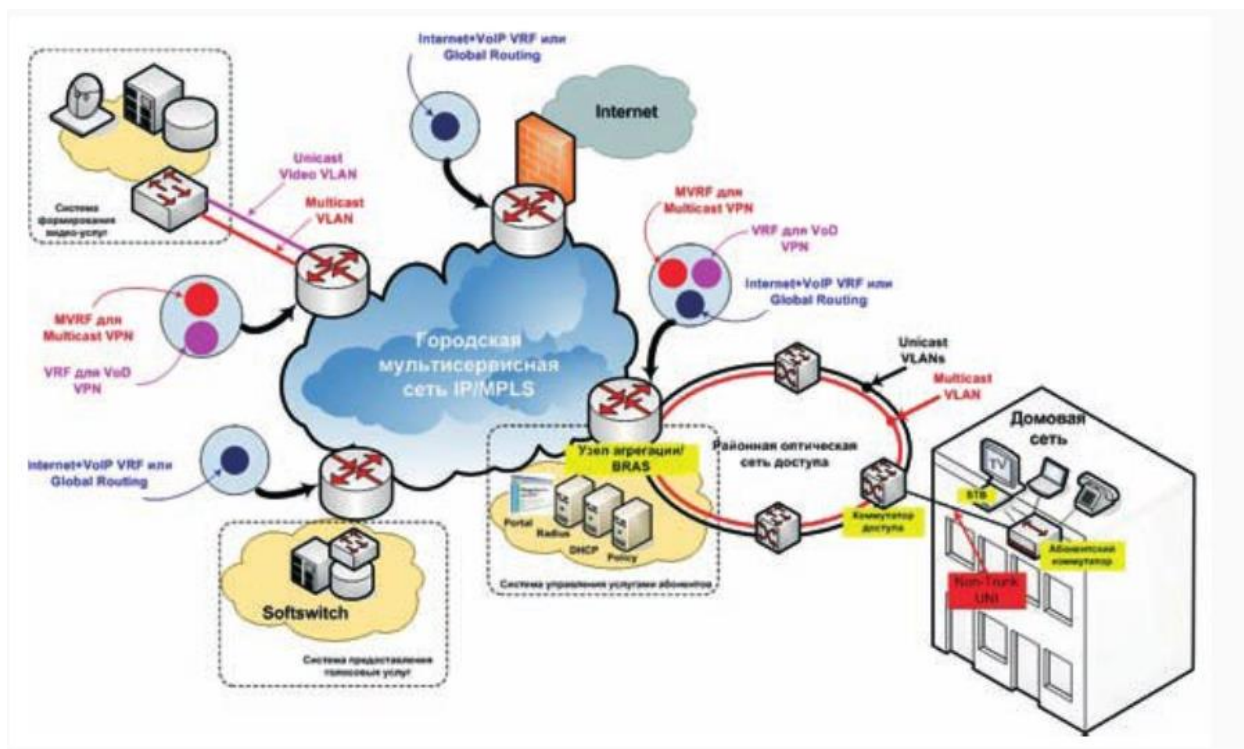 Internet+VoIP VRF или
Global Routing
Internet
Unicast
Video VLAN
Multicast
VLAN
Система
формирования
видео-услуг
MVRF для
Multicast VPN
VRF для VoD
VPN
MVRF для
Multicast VPN
VRF для VoD
VPN
Internet+VoIP VRF или
Global Routing
Городская
мультисервисная
сеть IP/MPLS
Unicast
VLANs
Multicast
VLAN
Домовая
сеть
TV
STB
Абонентский
коммутатор
Non-Trunk
UNI
Районная оптическая
сеть доступа
Коммутатор
доступа
Узел агрегации/
BRAS
Portal
Radius
DHCP
Policy
Система управления услугами абонентов
Internet+VoIP VRF или
Global Routing
Softswitch
Система предоставления
голосовых услуг